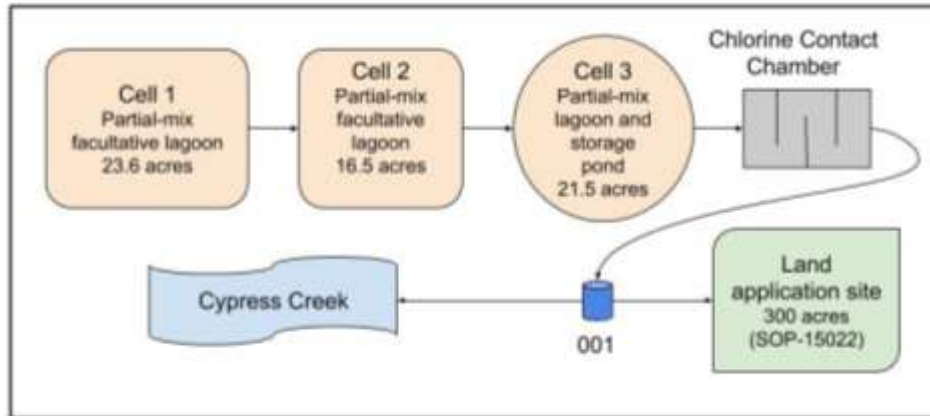 Cell 1
Partial-mix
facultative lagoon
23.6 acres
Cell 2
Partial-mix
facultative
lagoon
16.5 acres
Cell 3
Partial-mix
lagoon and
storage
pond
21.5 acres
Chlorine Contact
Chamber
Cypress Creek
001
Land
application site
300 acres
(SOP-15022)